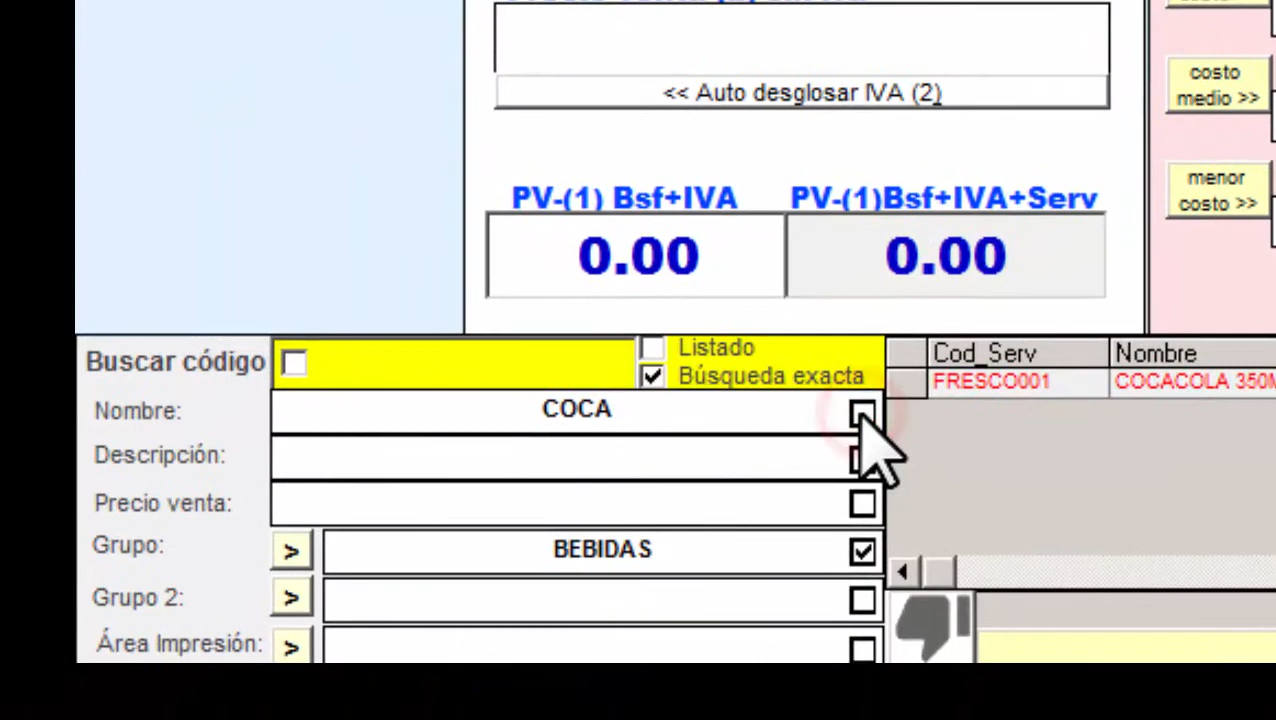 << Auto desglosar IVA (2)
costo
medio >>
PV-(1) Bsf+IVA
PV-(1)Bsf+IVA+Serv
menor
costo >>
0.00
0.00
Buscar código
Listado
Búsqueda exacta
Cod_Serv
Nombre
FRESCO001
COCACOLA 350M
Nombre:
COCA
Descripción:
Precio venta:
Grupo:
>
BEBIDAS
Grupo 2:
>
Área Impresión:
>